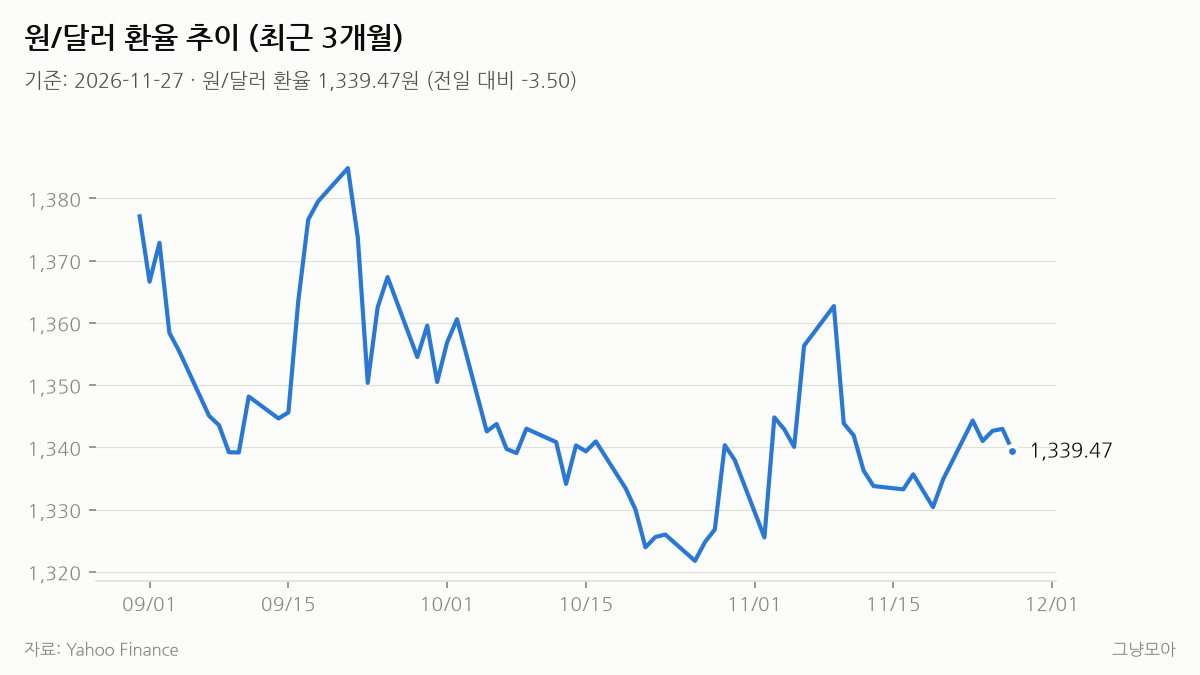 원/달러 환율 추이 (최근 3개월)
기준: 2026-11-27 · 원/달러 환율 1,339.47원 (전일 대비 -3.50)
1,380
1,370
1,360
1,350
1,340
1,330
1,320
1,339.47
09/01 09/15 10/01 10/15 11/01 11/15 12/01
자료: Yahoo Finance
그냥모아